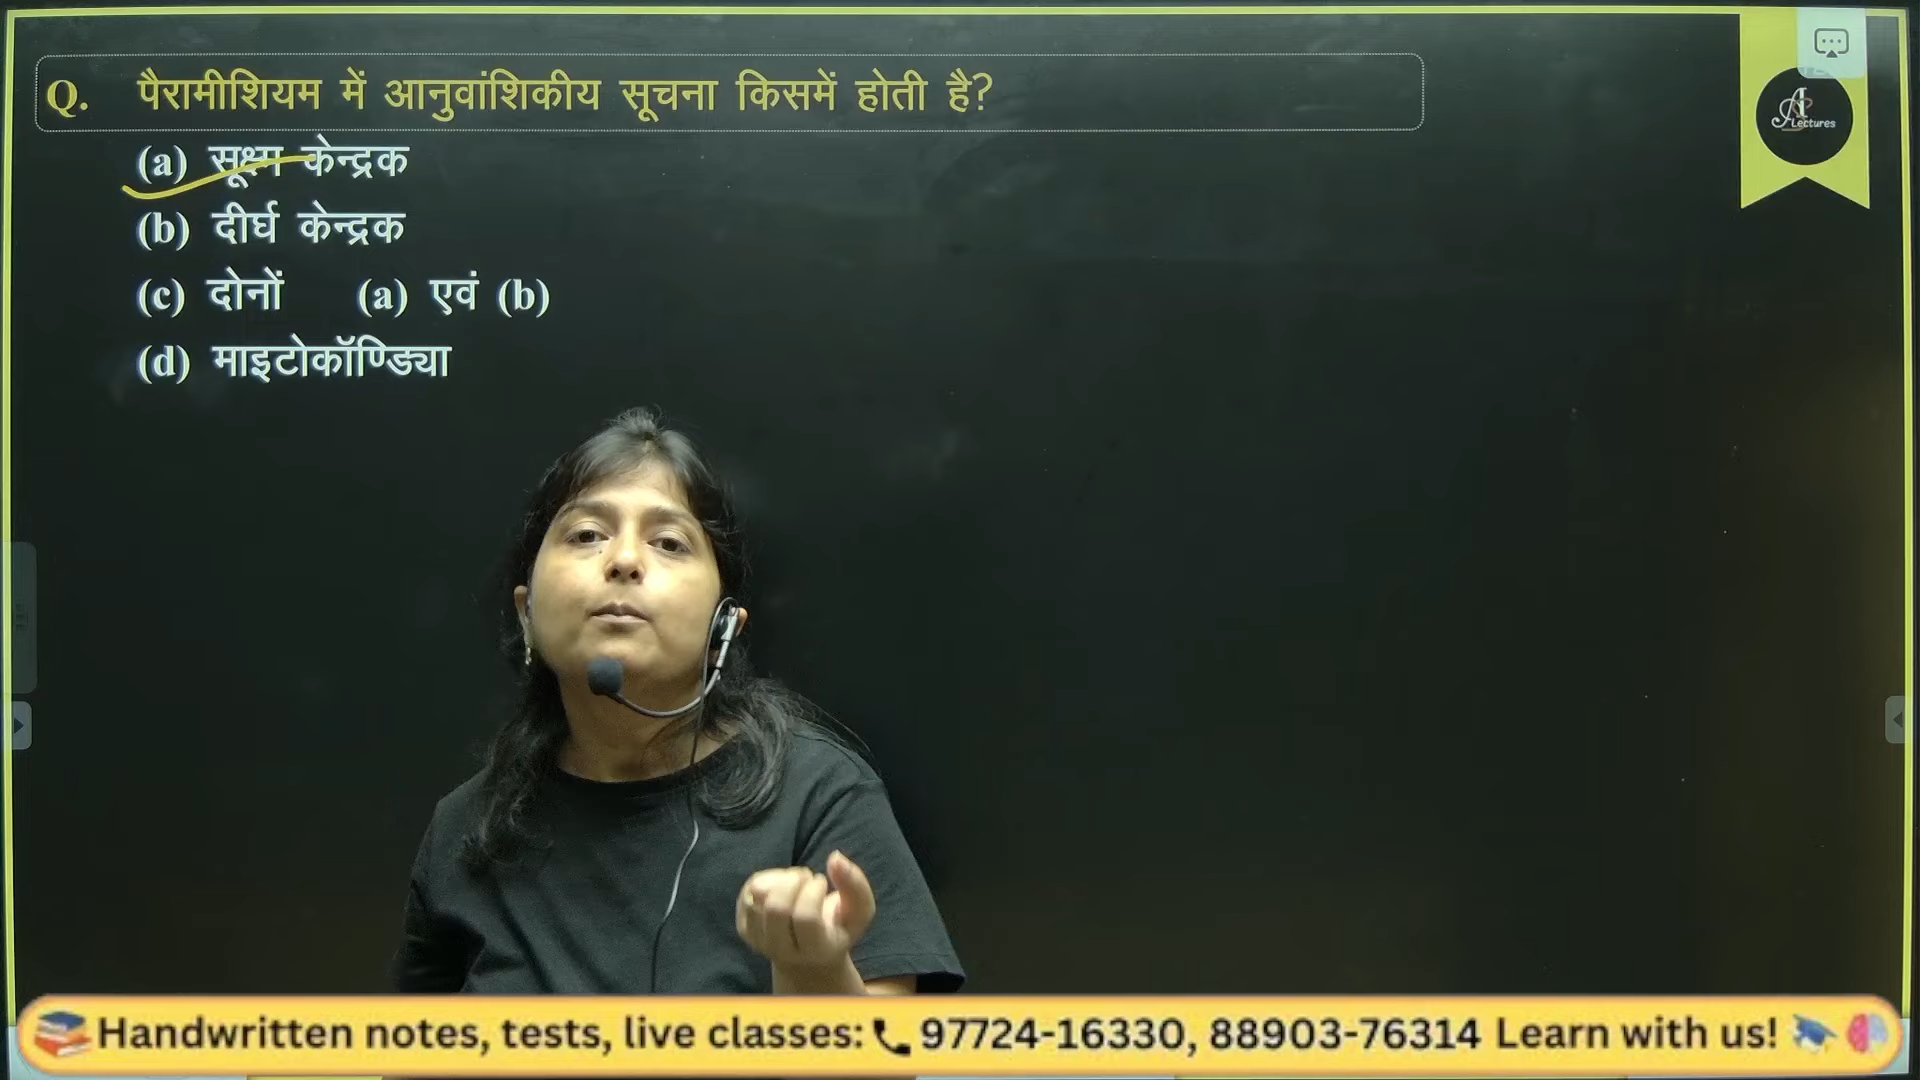 Q. पैरामीशियम में आनुवांशिकीय सूचना किसमें होती है?
(a) सूक्ष्म केन्द्रक
(b) दीर्घ केन्द्रक
(c) दोनों (a) एवं (b)
(d) माइटोकॉण्ड्यिा
Lectures
Handwritten notes, tests, live classes: 97724-16330, 88903-76314 Learn with us!